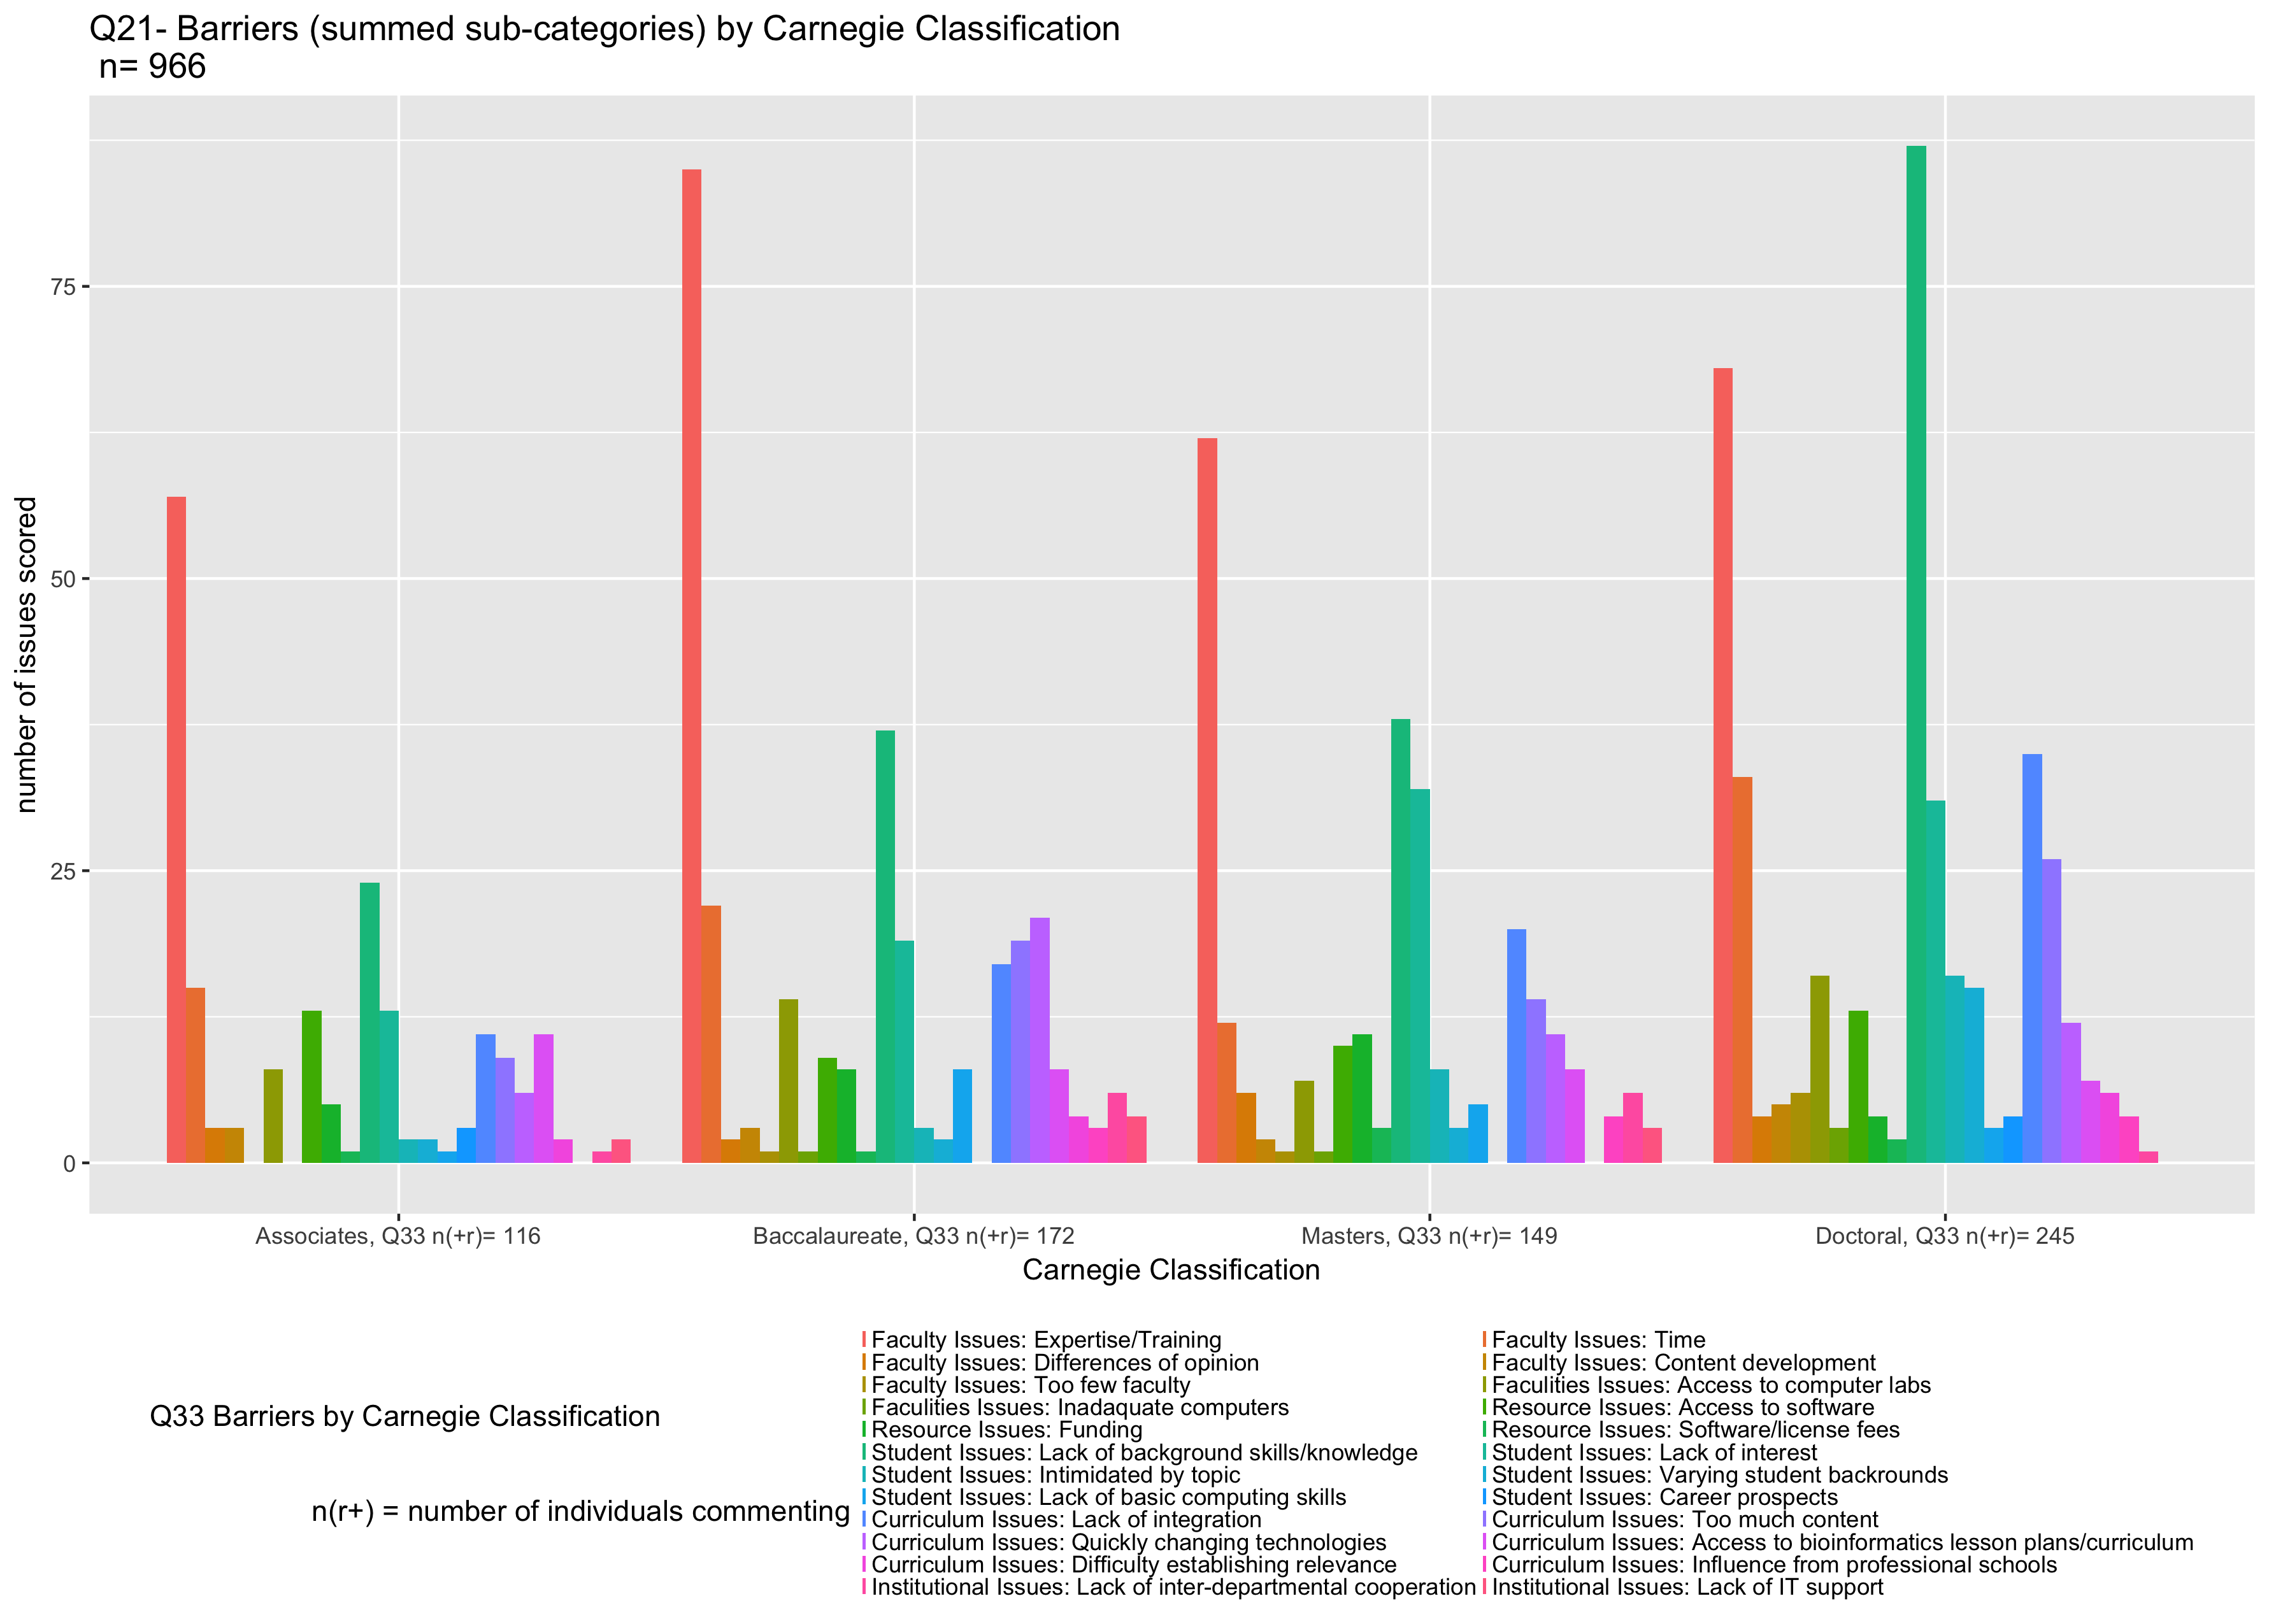 Q21- Barriers (summed sub-categories) by Carnegie Classification
n= 966
number of issues scored
75
50
25
0
Associates, Q33 n(+r)= 116
Baccalaureate, Q33 n(+r)= 172
Masters, Q33 n(+r)= 149
Doctoral, Q33 n(+r)= 245
Carnegie Classification
Q33 Barriers by Carnegie Classification
n(r+) = number of individuals commenting
Faculty Issues: Expertise/Training
Faculty Issues: Time
Faculty Issues: Differences of opinion
Faculty Issues: Content development
Faculty Issues: Too few faculty
Faculities Issues: Access to computer labs
Faculities Issues: Inadaquate computers
Resource Issues: Access to software
Resource Issues: Funding
Resource Issues: Software/license fees
Student Issues: Lack of background skills/knowledge
Student Issues: Lack of interest
Student Issues: Intimidated by topic
Student Issues: Varying student backrounds
Student Issues: Lack of basic computing skills
Student Issues: Career prospects
Curriculum Issues: Lack of integration
Curriculum Issues: Too much content
Curriculum Issues: Quickly changing technologies
Curriculum Issues: Access to bioinformatics lesson plans/curriculum
Curriculum Issues: Difficulty establishing relevance
Curriculum Issues: Influence from professional schools
Institutional Issues: Lack of inter-departmental cooperation
Institutional Issues: Lack of IT support